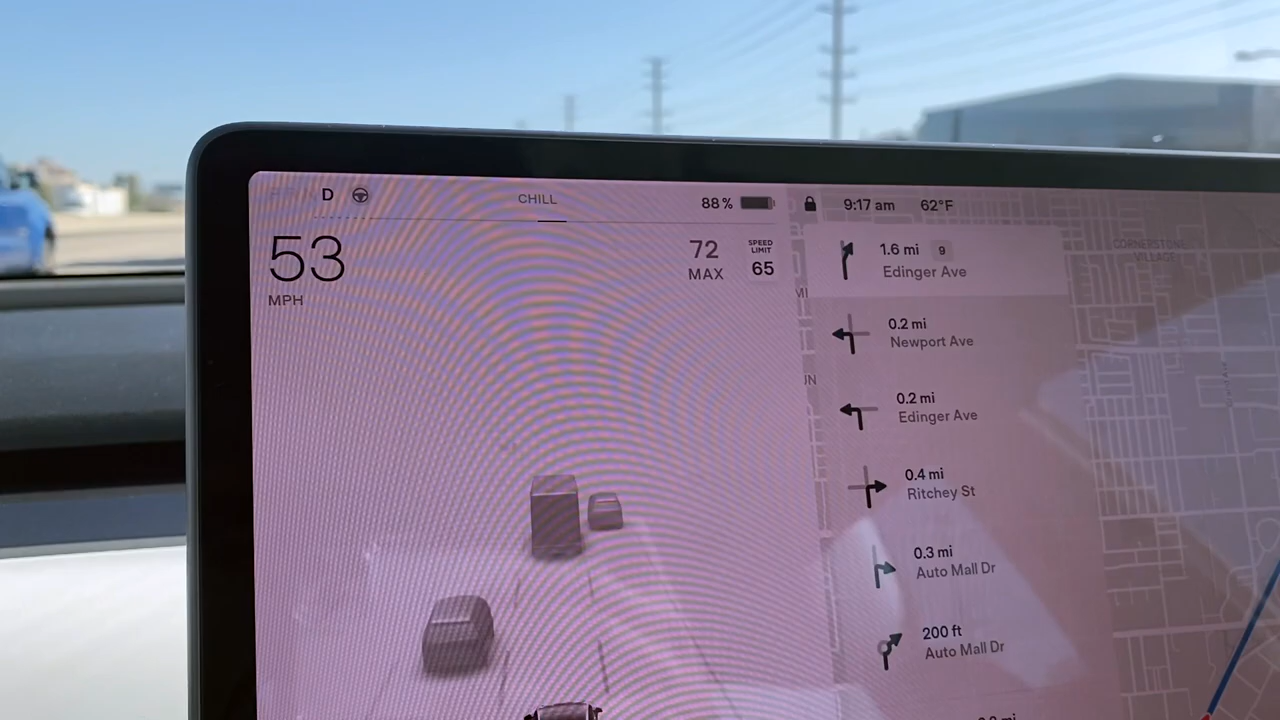 D
CHILL
88%
9:17 am
62°F
53
MPH
72
MAX
SPEED
LIMIT
65
1.6 mi 9
Edinger Ave
0.2 mi
Newport Ave
0.2 mi
Edinger Ave
0.4 mi
Ritchey St
0.3 mi
Auto Mall Dr
200 ft
Auto Mall Dr
CORNERSTONE
VILLAGE